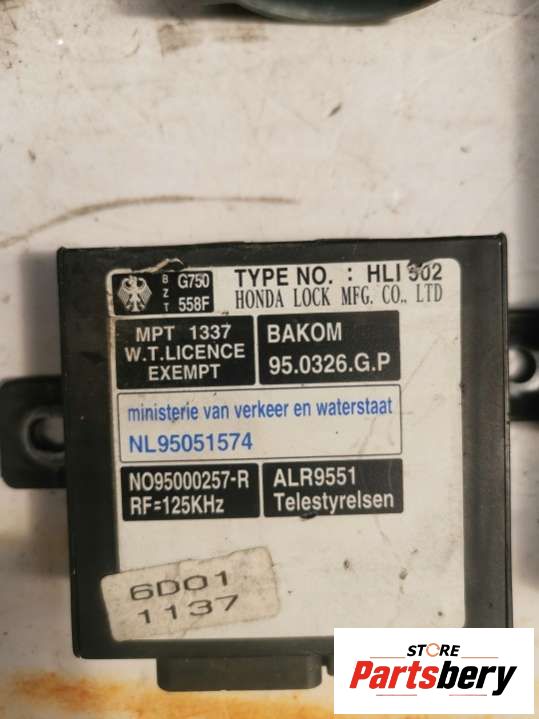 B
Z
T
G750
558F
TYPE NO. : HLI 502
HONDA LOCK MFG. CO., LTD
MPT 1337
W.T.LICENCE
EXEMPT
BAKOM
95.0326.G.P
ministerie van verkeer en waterstaat
NL95051574
NO95000257-R
RF=125KHz
ALR9551
Telestyrelsen
6D01
1137
STORE
Partsbery